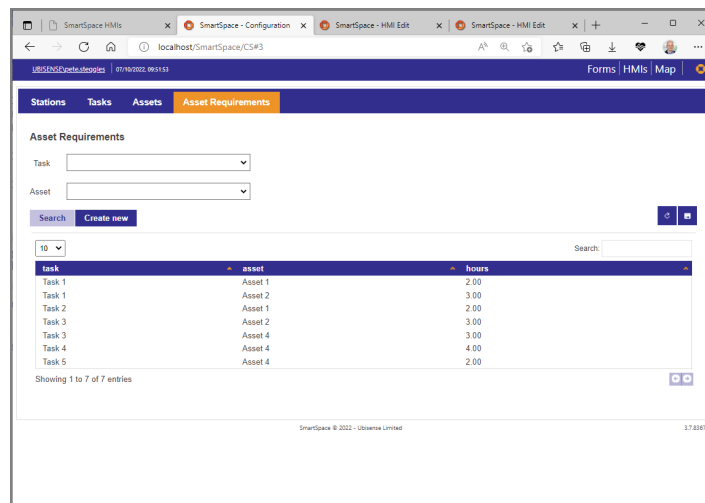 SmartSpace HMIs
SmartSpace - Configuration
SmartSpace - HMI Edit
SmartSpace - HMI Edit
localhost/SmartSpace/CS#3
UBISENSE\pete.steggles
07/10/2022, 09:51:53
Forms HMIs Map
Stations Tasks Assets Asset Requirements
Asset Requirements
Task
Asset
Search Create new
10 Search:
task asset hours
Task 1 Asset 1 2.00
Task 1 Asset 2 3.00
Task 2 Asset 1 2.00
Task 3 Asset 2 3.00
Task 3 Asset 4 3.00
Task 4 Asset 4 4.00
Task 5 Asset 4 2.00
Showing 1 to 7 of 7 entries
SmartSpace © 2022 - Ubisense Limited